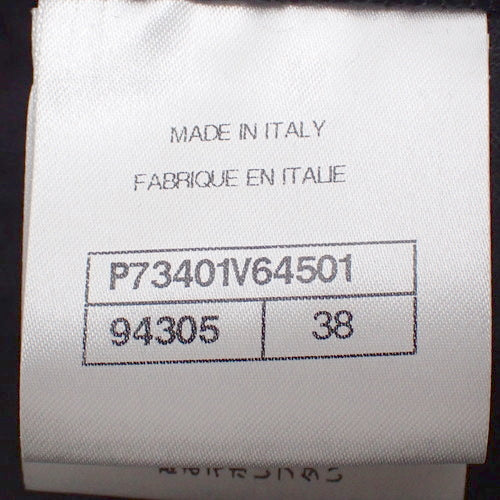 MADE IN ITALY
FABRIQUE EN ITALIE
P73401V64501
94305 38